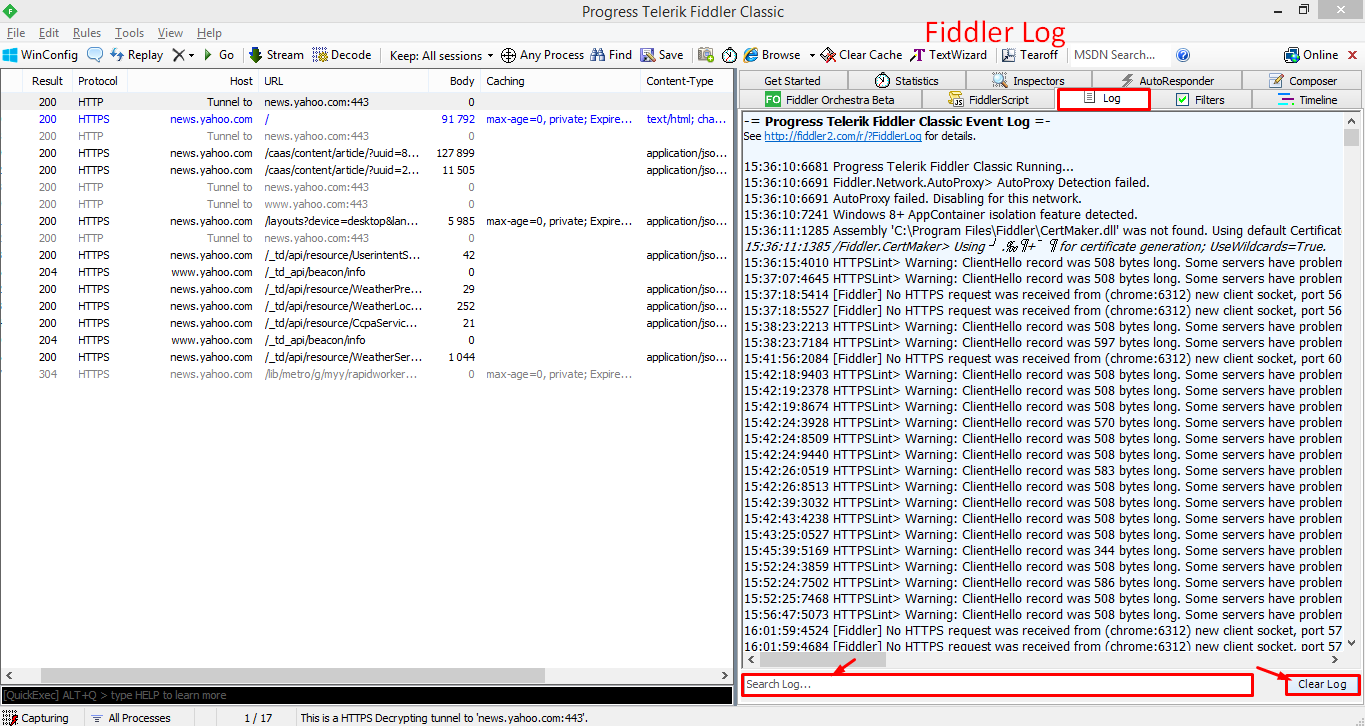 Progress Telerik Fiddler Classic
File Edit Rules Tools View Help
Fiddler Log
WinConfig Replay Go Stream Decode Keep: All sessions Any Process Find Save Browse Clear Cache TextWizard Tearoff MSDN Search... Online
Result Protocol Host URL Body Caching Content-Type
200 HTTP Tunnel to news.yahoo.com:443 0
200 HTTPS news.yahoo.com / 91 792 max-age=0, private; Expire... text/html; cha...
200 HTTP Tunnel to news.yahoo.com:443 0
200 HTTPS news.yahoo.com /caas/content/article/?uuid=8... 127 899 application/jso...
200 HTTPS news.yahoo.com /caas/content/article/?uuid=2... 11 505 application/jso...
200 HTTP Tunnel to news.yahoo.com:443 0
200 HTTP Tunnel to www.yahoo.com:443 0
200 HTTPS news.yahoo.com /layouts?device=desktop&lan... 5 985 max-age=0, private; Expire... application/jso...
200 HTTP Tunnel to news.yahoo.com:443 0
200 HTTPS news.yahoo.com /_td/api/resource/UserintentS... 42 application/jso...
204 HTTPS www.yahoo.com /_td_api/beacon/info 0
200 HTTPS news.yahoo.com /_td/api/resource/WeatherPre... 29 application/jso...
200 HTTPS news.yahoo.com /_td/api/resource/WeatherLoc... 252 application/jso...
200 HTTPS news.yahoo.com /_td/api/resource/CcpaServic... 21 application/jso...
204 HTTPS www.yahoo.com /_td_api/beacon/info 0
200 HTTPS news.yahoo.com /_td/api/resource/WeatherSer... 1 044 application/jso...
304 HTTPS news.yahoo.com /lib/metro/g/myy/rapidworker... 0 max-age=0, private; Expire...
Get Started Statistics Inspectors AutoResponder Composer
FO Fiddler Orchestra Beta FiddlerScript Log Filters Timeline
-= Progress Telerik Fiddler Classic Event Log =-
See http://fiddler2.com/r/?FiddlerLog for details.
15:36:10:6681 Progress Telerik Fiddler Classic Running...
15:36:10:6691 Fiddler.Network.AutoProxy> AutoProxy Detection failed.
15:36:10:6691 AutoProxy failed. Disabling for this network.
15:36:10:7241 Windows 8+ AppContainer isolation feature detected.
15:36:11:1285 Assembly 'C:\Program Files\Fiddler\CertMaker.dll' was not found. Using default Certificate
15:36:11:1385 /Fiddler.CertMaker> Using for certificate generation; UseWildcards=True.
15:36:15:4010 HTTPSLint> Warning: ClientHello record was 508 bytes long. Some servers have problem
15:37:07:4645 HTTPSLint> Warning: ClientHello record was 508 bytes long. Some servers have problem
15:37:18:5414 [Fiddler] No HTTPS request was received from (chrome:6312) new client socket, port 56
15:37:18:5527 [Fiddler] No HTTPS request was received from (chrome:6312) new client socket, port 56
15:38:23:2213 HTTPSLint> Warning: ClientHello record was 508 bytes long. Some servers have problem
15:38:23:7184 HTTPSLint> Warning: ClientHello record was 597 bytes long. Some servers have problem
15:41:56:2084 [Fiddler] No HTTPS request was received from (chrome:6312) new client socket, port 60
15:42:18:9403 HTTPSLint> Warning: ClientHello record was 508 bytes long. Some servers have problem
15:42:19:2378 HTTPSLint> Warning: ClientHello record was 508 bytes long. Some servers have problem
15:42:19:8674 HTTPSLint> Warning: ClientHello record was 508 bytes long. Some servers have problem
15:42:24:3928 HTTPSLint> Warning: ClientHello record was 570 bytes long. Some servers have problem
15:42:24:8509 HTTPSLint> Warning: ClientHello record was 508 bytes long. Some servers have problem
15:42:24:9440 HTTPSLint> Warning: ClientHello record was 508 bytes long. Some servers have problem
15:42:26:0519 HTTPSLint> Warning: ClientHello record was 583 bytes long. Some servers have problem
15:42:26:8513 HTTPSLint> Warning: ClientHello record was 508 bytes long. Some servers have problem
15:42:39:3032 HTTPSLint> Warning: ClientHello record was 508 bytes long. Some servers have problem
15:42:43:4238 HTTPSLint> Warning: ClientHello record was 508 bytes long. Some servers have problem
15:43:25:0527 HTTPSLint> Warning: ClientHello record was 508 bytes long. Some servers have problem
15:45:39:5169 HTTPSLint> Warning: ClientHello record was 344 bytes long. Some servers have problem
15:52:24:3859 HTTPSLint> Warning: ClientHello record was 508 bytes long. Some servers have problem
15:52:24:7502 HTTPSLint> Warning: ClientHello record was 586 bytes long. Some servers have problem
15:52:25:7468 HTTPSLint> Warning: ClientHello record was 508 bytes long. Some servers have problem
15:56:47:5073 HTTPSLint> Warning: ClientHello record was 508 bytes long. Some servers have problem
16:01:59:4524 [Fiddler] No HTTPS request was received from (chrome:6312) new client socket, port 57
16:01:59:4684 [Fiddler] No HTTPS request was received from (chrome:6312) new client socket, port 57
Search Log... Clear Log
[QuickExec] ALT+Q > type HELP to learn more
Capturing All Processes 1 / 17 This is a HTTPS Decrypting tunnel to 'news.yahoo.com:443'.